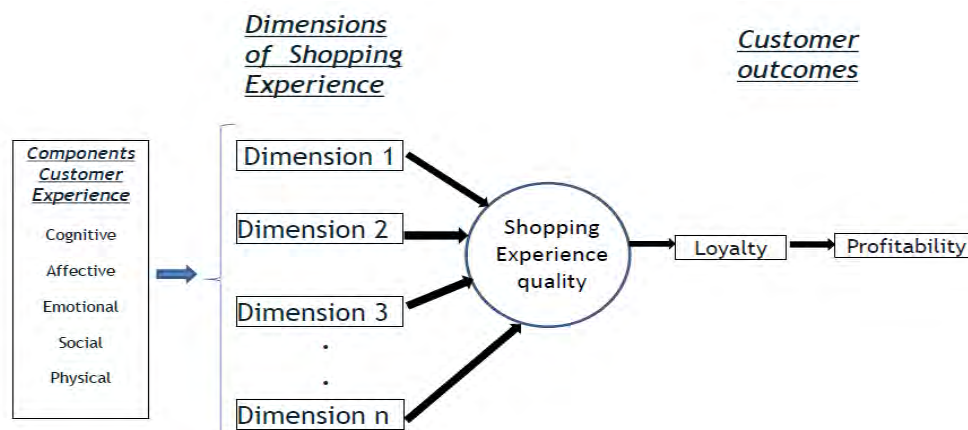 Dimensions
of Shopping
Experience
Customer
outcomes
Components
Customer
Experience
Cognitive
Affective
Emotional
Social
Physical
Dimension 1
Dimension 2
Dimension 3
.
.
Dimension n
Shopping
Experience
quality
Loyalty
Profitability